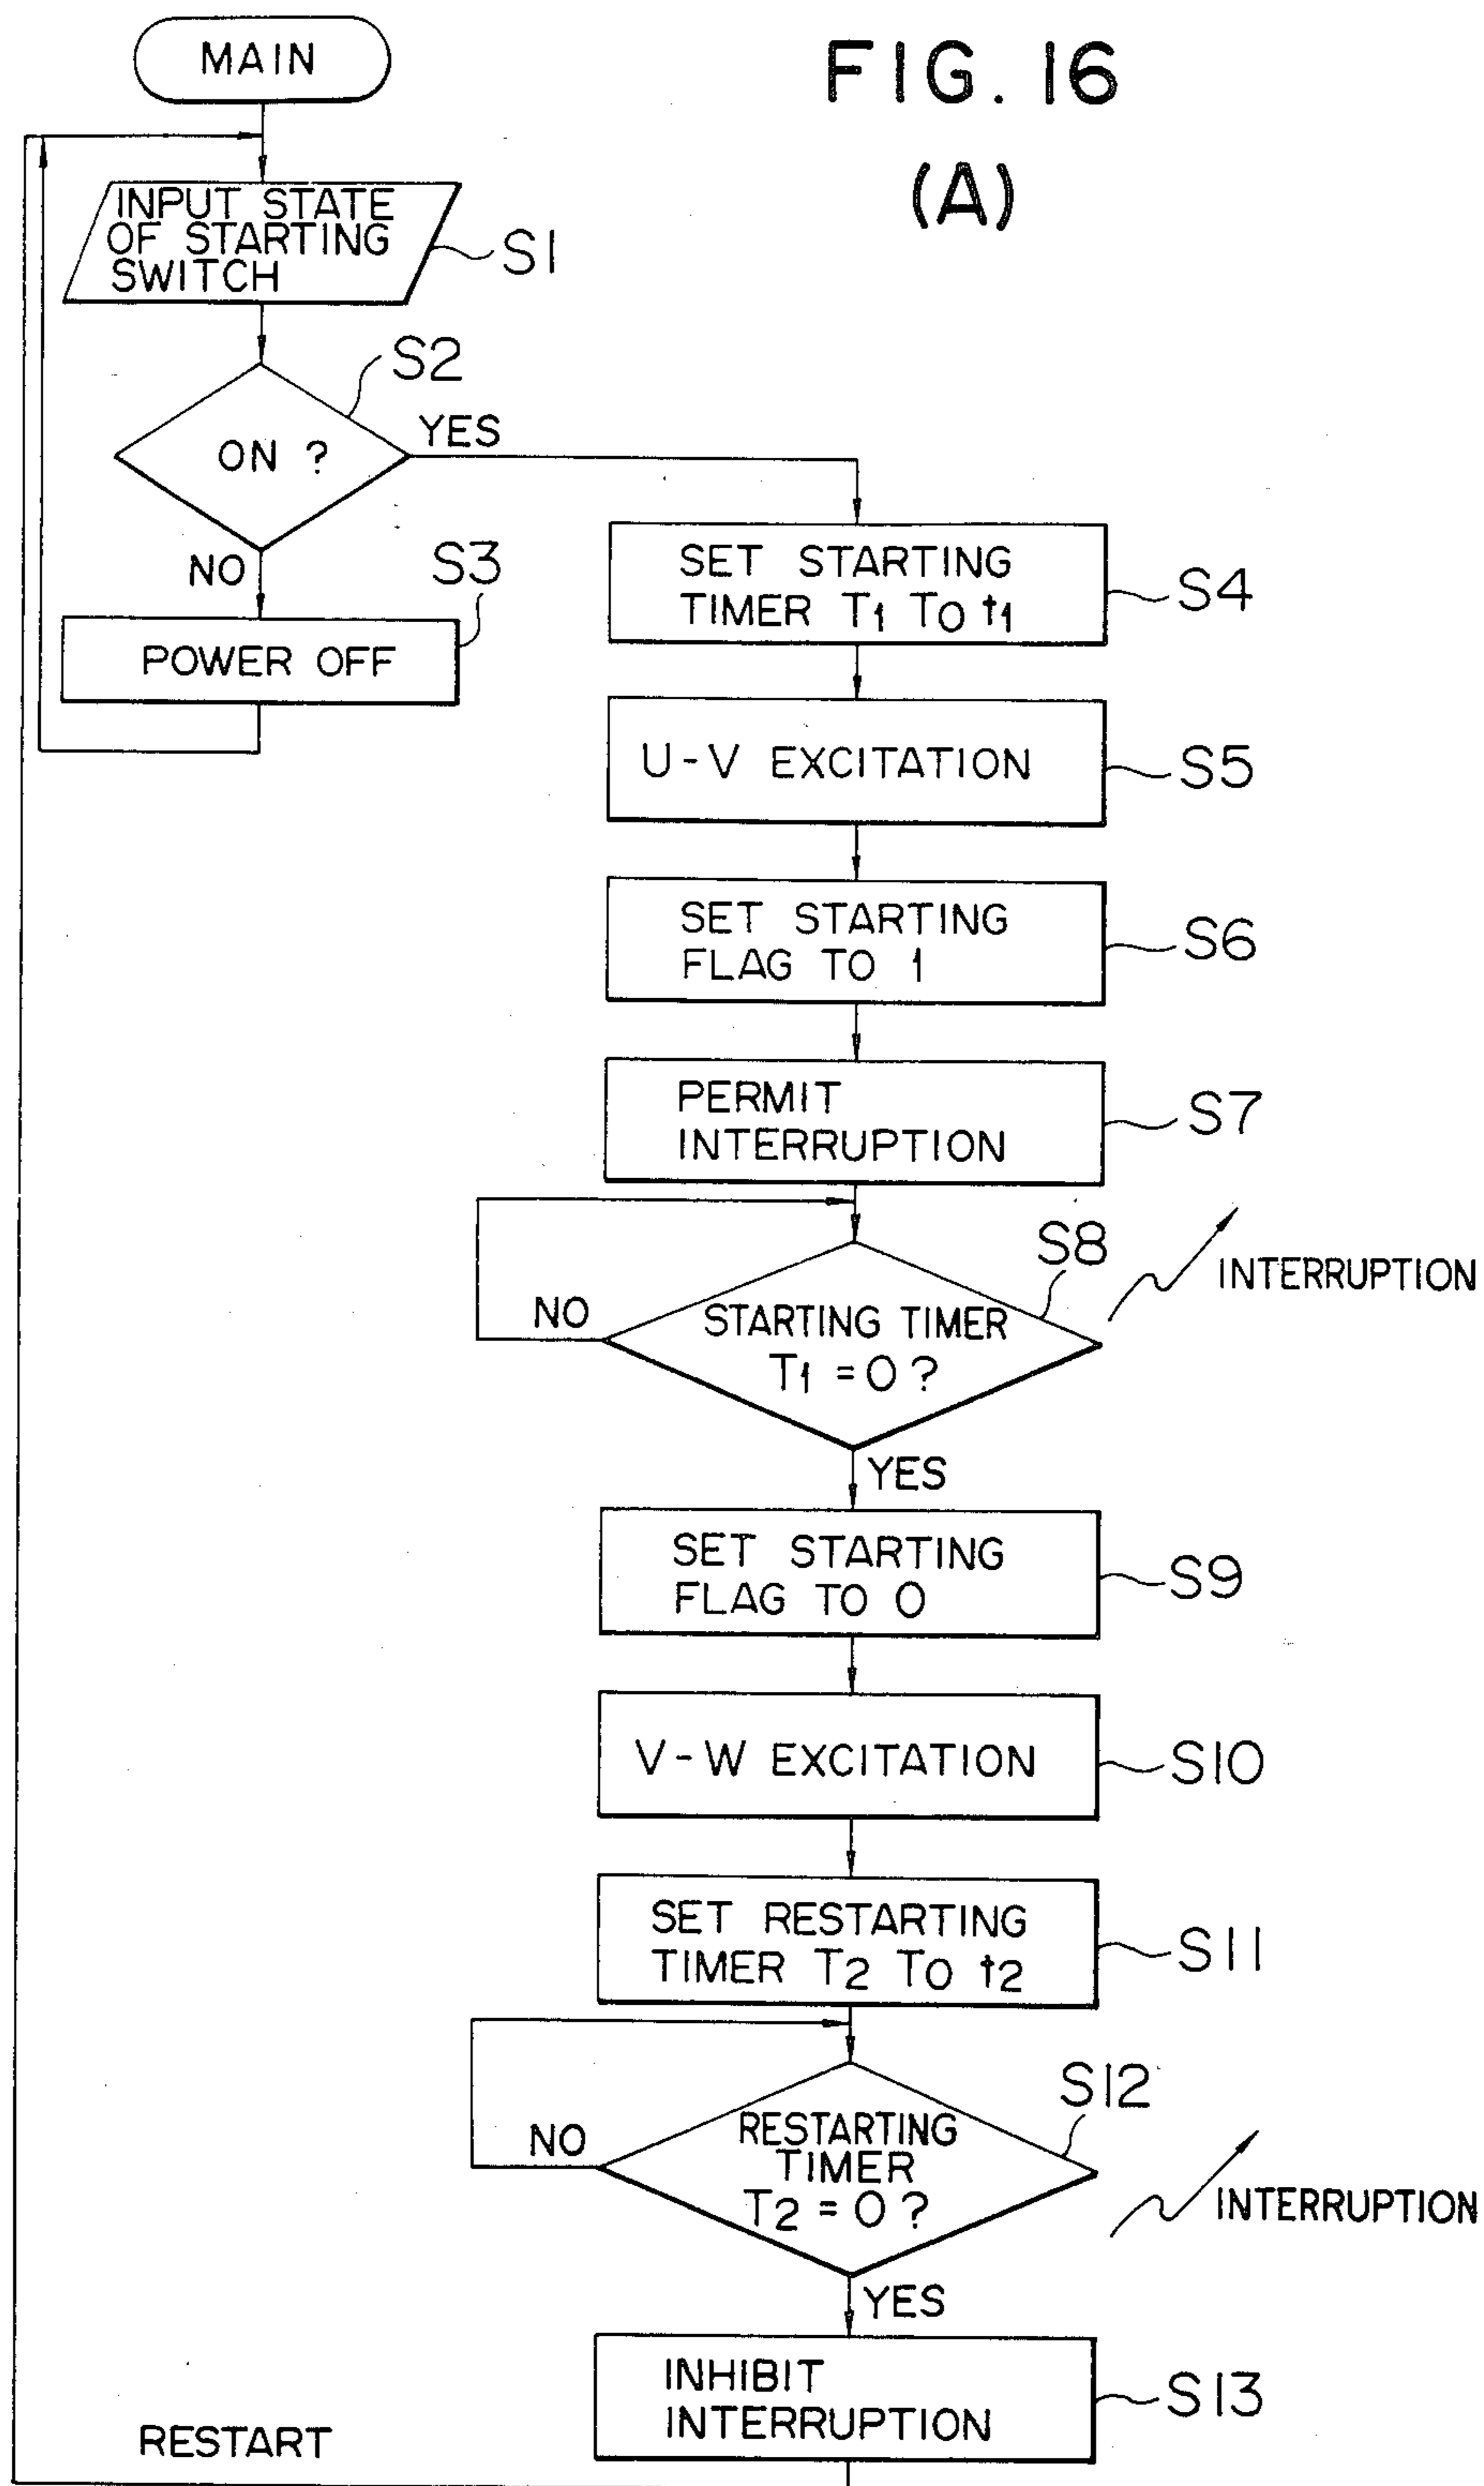 MAIN
FIG. 16
(A)
INPUT STATE
OF STARTING
SWITCH
S1
S2
ON ?
YES
NO
S3
POWER OFF
SET STARTING
TIMER T1 TO t1
S4
U-V EXCITATION
S5
SET STARTING
FLAG TO 1
S6
PERMIT
INTERRUPTION
S7
S8
INTERRUPTION
NO
STARTING TIMER
T1 = 0 ?
YES
SET STARTING
FLAG TO 0
S9
V-W EXCITATION
S10
SET RESTARTING
TIMER T2 TO t2
S11
S12
NO
RESTARTING
TIMER
T2 = 0 ?
INTERRUPTION
YES
INHIBIT
INTERRUPTION
S13
RESTART